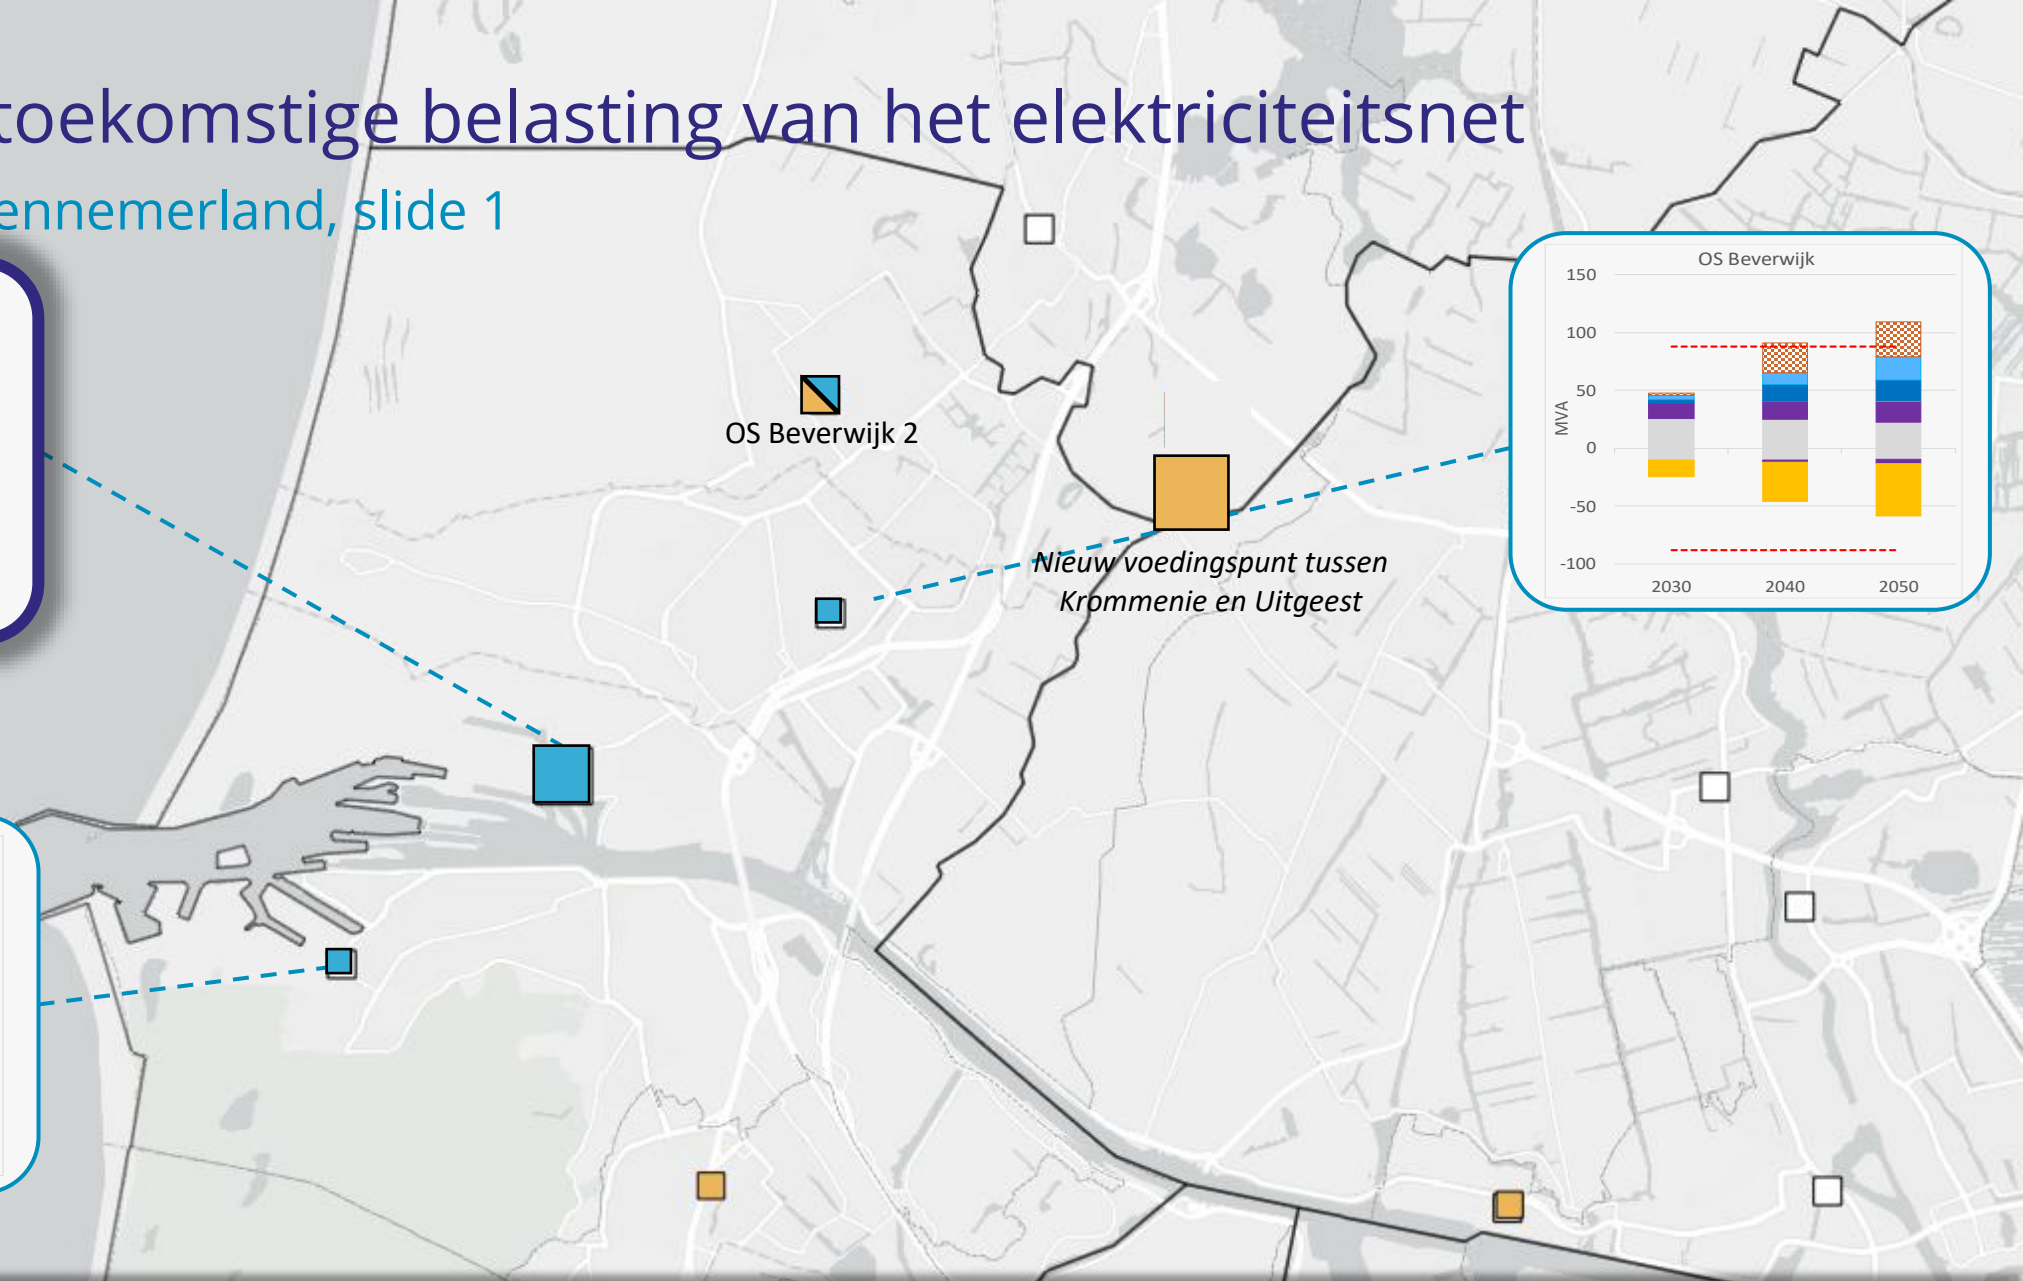 toekomstige belasting van het elektriciteitsnet
ennemerland, slide 1
OS Beverwijk
150
100
50
0
-50
-100
MVA
2030 2040 2050
OS Beverwijk 2
Nieuw voedingspunt tussen
Krommenie en Uitgeest